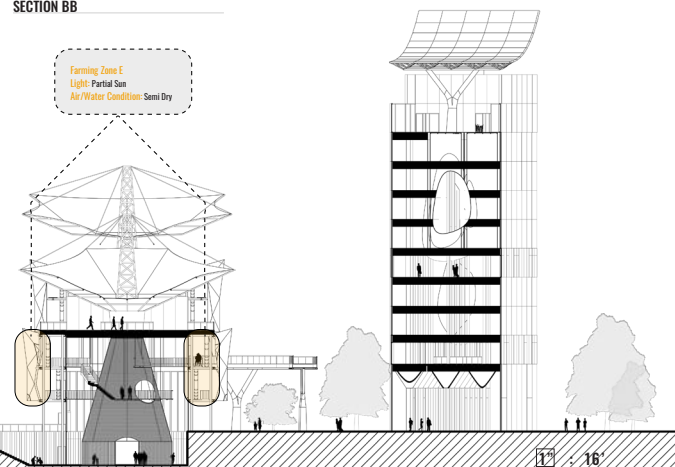 SECTION BB
Farming Zone E
Light: Partial Sun
Air/Water Condition: Semi Dry
1" : 16'